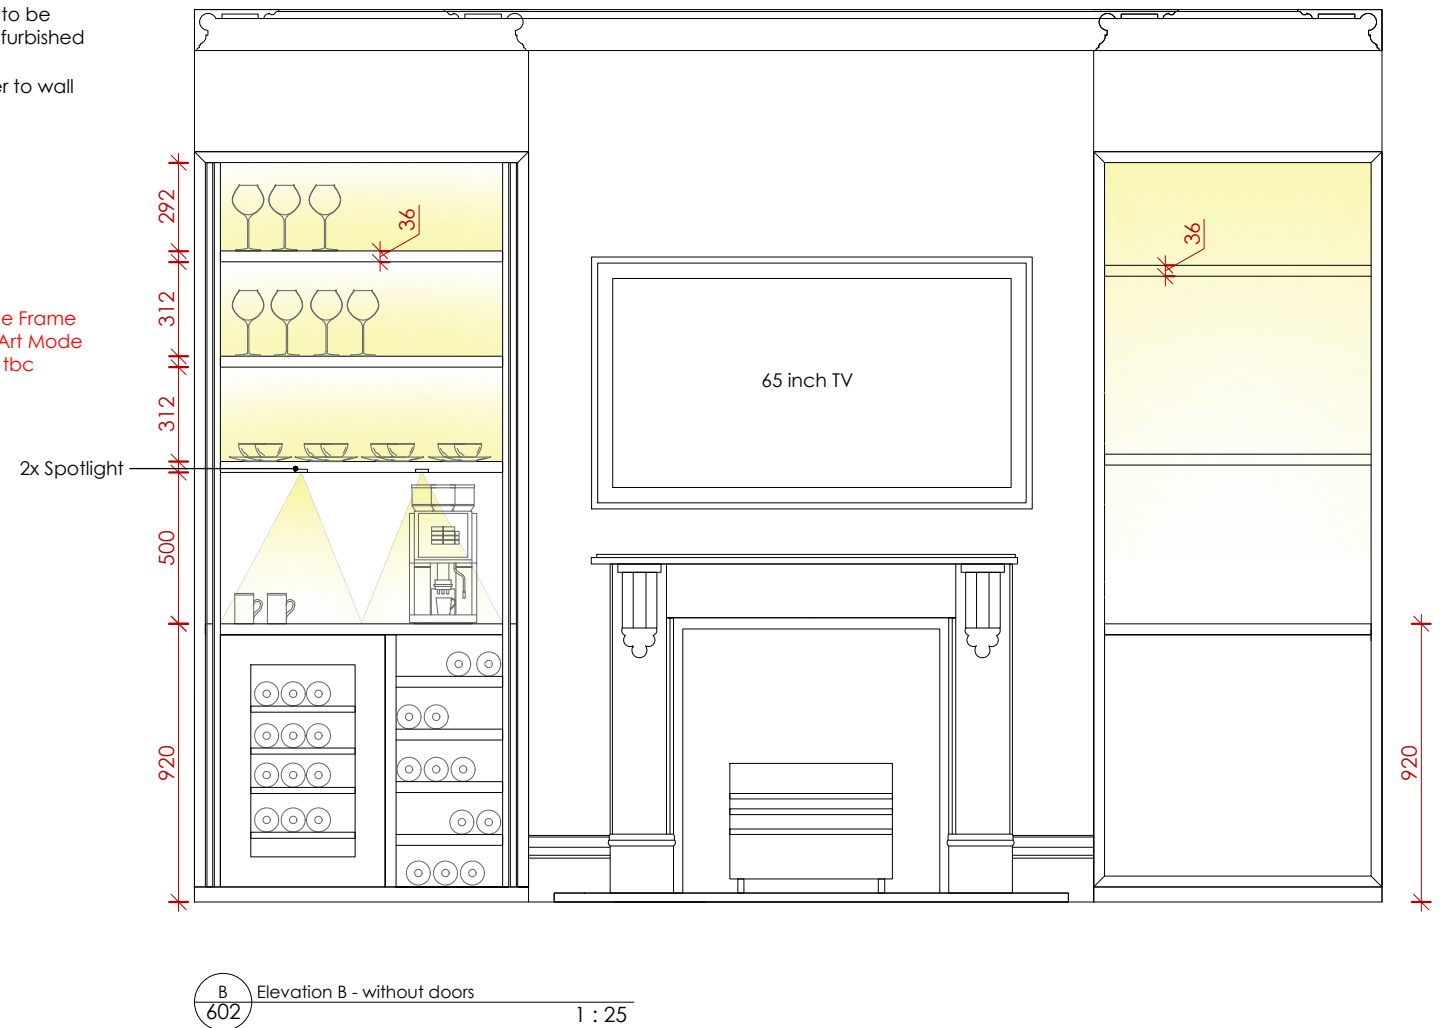 to be
furbished
r to wall
e Frame
Art Mode
tbc
2x Spotlight
292
312
312
500
920
36
65 inch TV
36
920
B
602
Elevation B - without doors
1 : 25